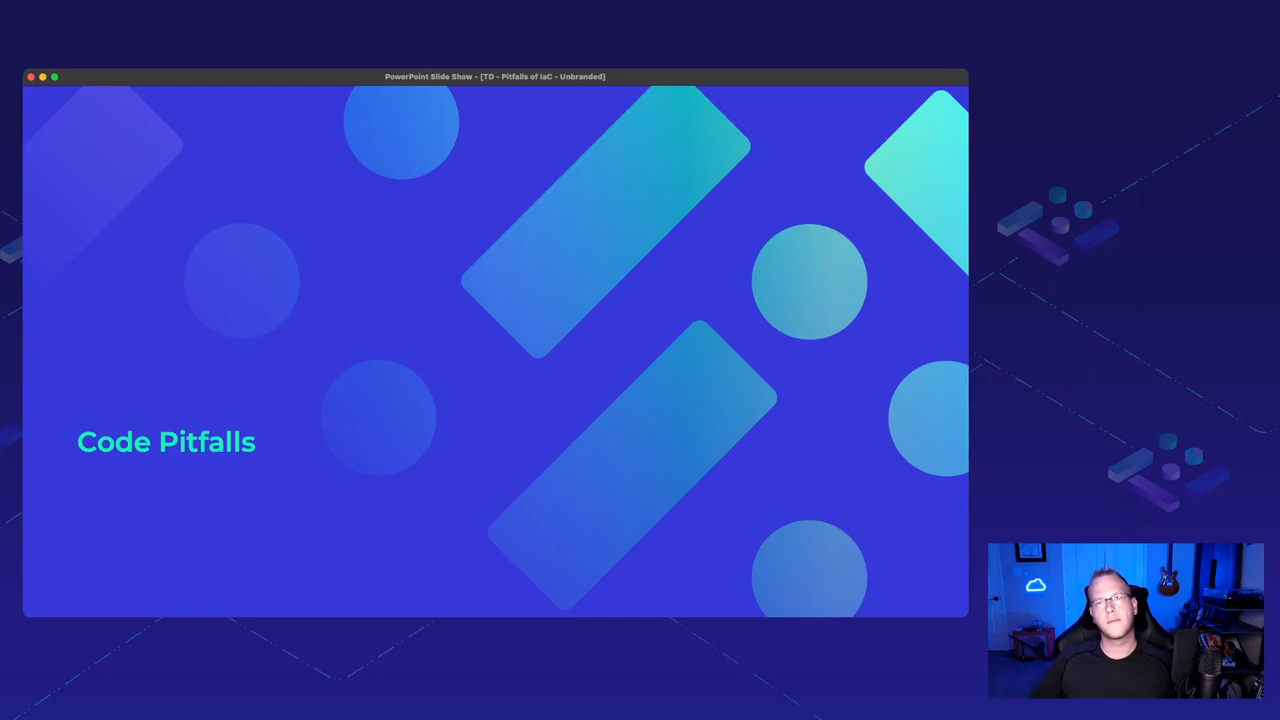 PowerPoint Slide Show - [TD - Pitfalls of IaC - Unbranded]
Code Pitfalls